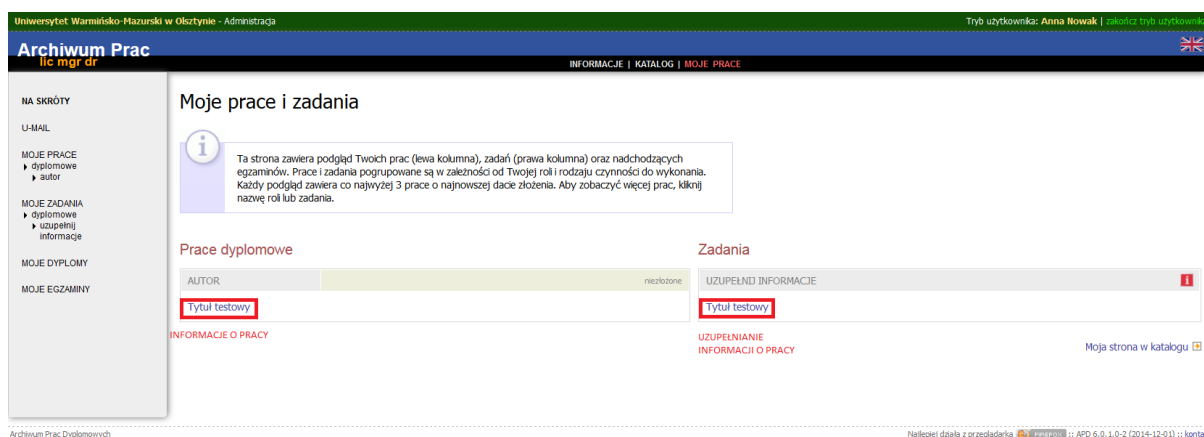 Uniwersytet Warmińsko-Mazurski w Olsztynie - Administracja
Tryb użytkownika: Anna Nowak | zakończ tryb użytkownika
Archiwum Prac
lic mgr dr
INFORMACJE | KATALOG | MOJE PRACE
NA SKRÓTY
U-MAIL
MOJE PRACE
dyplomowe
autor
MOJE ZADANIA
dyplomowe
uzupełnij
informacje
MOJE DYPLOMY
MOJE EGZAMINY
Moje prace i zadania
Ta strona zawiera podgląd Twoich prac (lewa kolumna), zadań (prawa kolumna) oraz nadchodzących
egzaminów. Prace i zadania pogrupowane są w zależności od Twojej roli i rodzaju czynności do wykonania.
Każdy podgląd zawiera co najwyżej 3 prace o najnowszej dacie złożenia. Aby zobaczyć więcej prac, kliknij
nazwę roli lub zadania.
Prace dyplomowe
AUTOR
niezłożone
Tytuł testowy
INFORMACJE O PRACY
Zadania
UZUPEŁNIJ INFORMACJE
Tytuł testowy
UZUPEŁNIANIE
INFORMACJI O PRACY
Moja strona w katalogu
Archiwum Prac Dyplomowych
Najlepiej działa z przeglądarką :: APD 6.0.1.0-2 (2014-12-01) :: konta